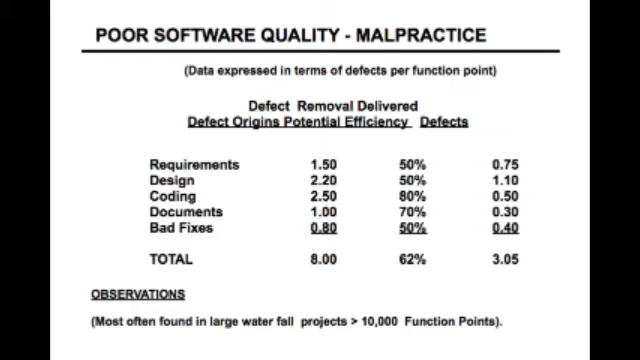 POOR SOFTWARE QUALITY - MALPRACTICE
(Data expressed in terms of defects per function point)
Defect Removal Delivered
Defect Origins Potential Efficiency Defects
Requirements 1.50 50% 0.75
Design 2.20 50% 1.10
Coding 2.50 80% 0.50
Documents 1.00 70% 0.30
Bad Fixes 0.80 50% 0.40
TOTAL 8.00 62% 3.05
OBSERVATIONS
(Most often found in large water fall projects > 10,000 Function Points).